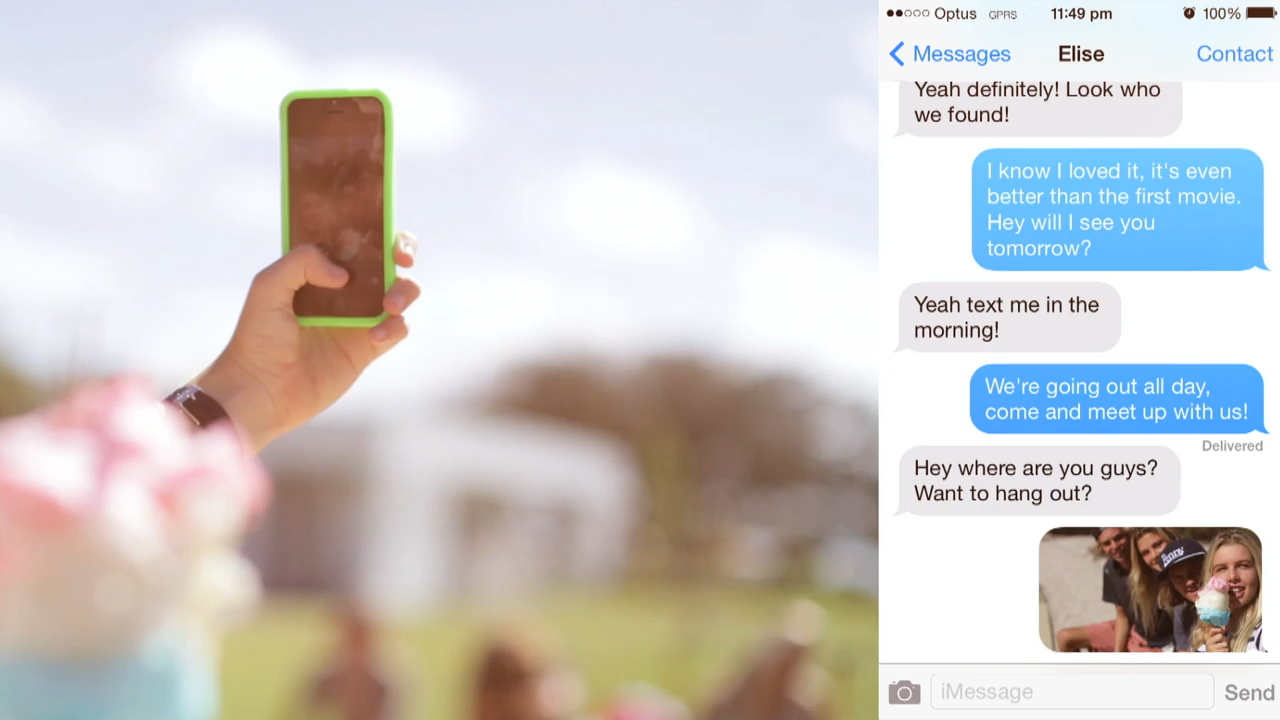 Optus GPRS 11:49 pm 100%
Messages Elise Contact
Yeah definitely! Look who
we found!
I know I loved it, it's even
better than the first movie.
Hey will I see you
tomorrow?
Yeah text me in the
morning!
We're going out all day,
come and meet up with us!
Delivered
Hey where are you guys?
Want to hang out?
iMessage Send